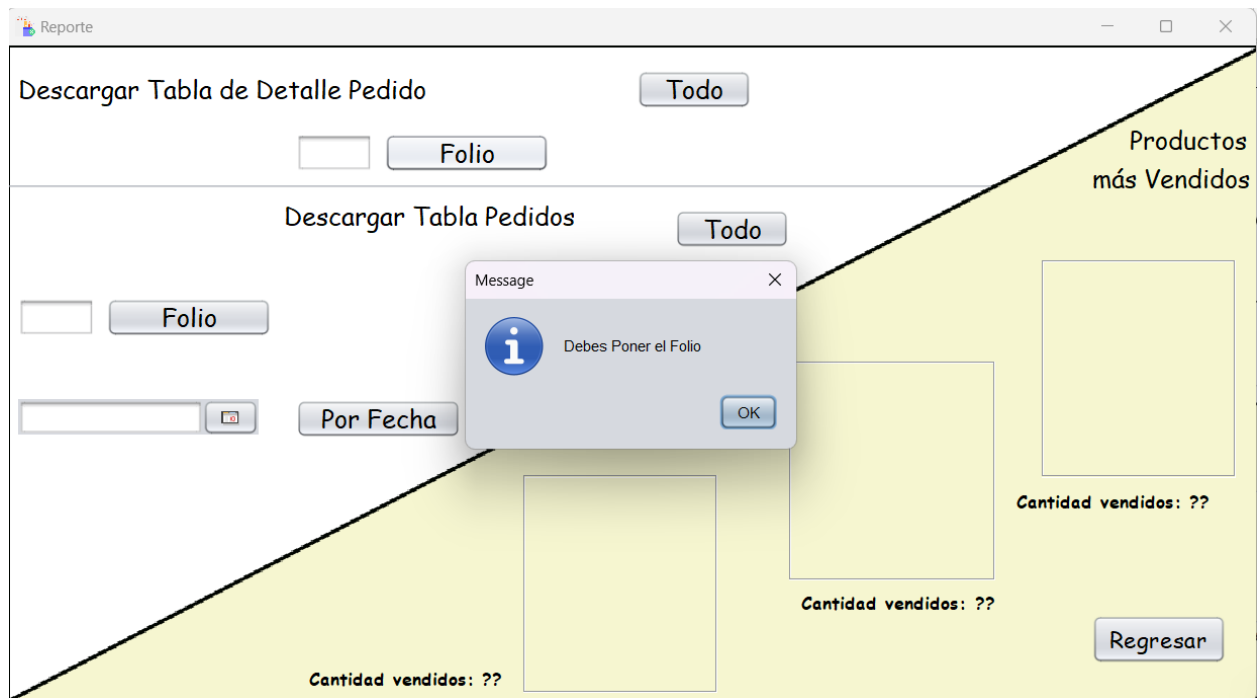 Reporte
Descargar Tabla de Detalle Pedido
Todo
Folio
Productos
más Vendidos
Descargar Tabla Pedidos
Todo
Folio
Por Fecha
Message
Debes Poner el Folio
OK
Cantidad vendidos: ??
Cantidad vendidos: ??
Cantidad vendidos: ??
Regresar